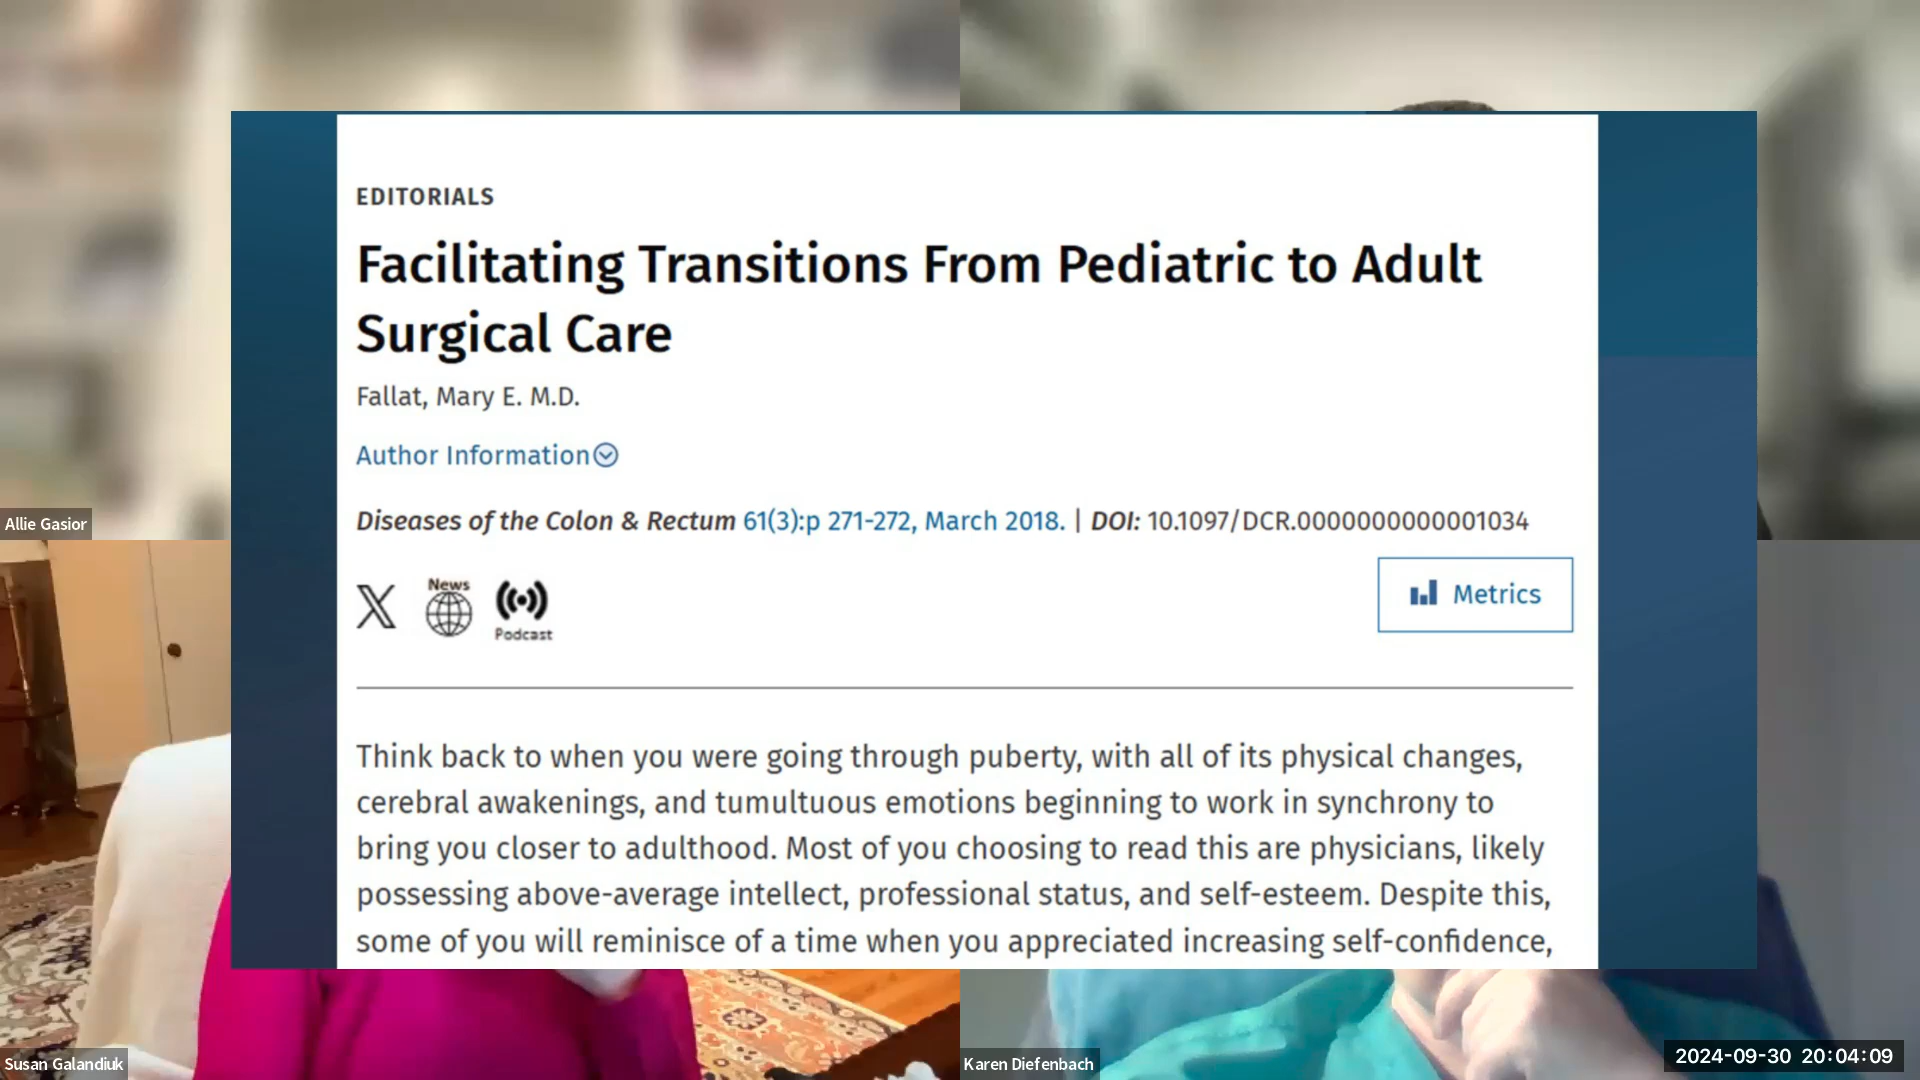 EDITORIALS
Facilitating Transitions From Pediatric to Adult
Surgical Care
Fallat, Mary E. M.D.
Author Information
Diseases of the Colon & Rectum 61(3):p 271-272, March 2018. | DOI: 10.1097/DCR.0000000000001034
News
Podcast
Metrics
Think back to when you were going through puberty, with all of its physical changes,
cerebral awakenings, and tumultuous emotions beginning to work in synchrony to
bring you closer to adulthood. Most of you choosing to read this are physicians, likely
possessing above-average intellect, professional status, and self-esteem. Despite this,
some of you will reminisce of a time when you appreciated increasing self-confidence,
Allie Gasior
Susan Galandiuk
Karen Diefenbach
2024-09-30 20:04:09